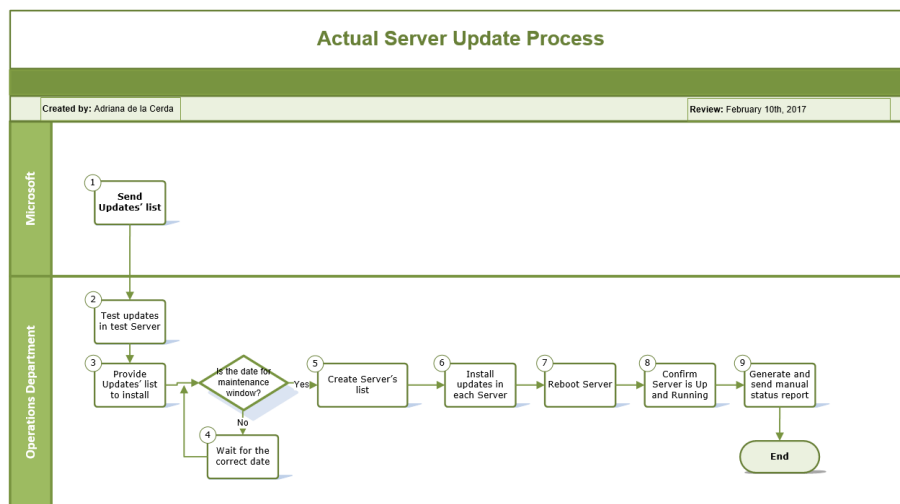 Actual Server Update Process
Created by: Adriana de la Cerda
Review: February 10th, 2017
Microsoft
1
Send
Updates' list
Operations Department
2
Test updates
in test Server
3
Provide
Updates' list
to install
Is the date for
maintenance
window?
Yes
No
4
Wait for the
correct date
5
Create Server's
list
6
Install
updates in
each Server
7
Reboot Server
8
Confirm
Server is Up
and Running
9
Generate and
send manual
status report
End